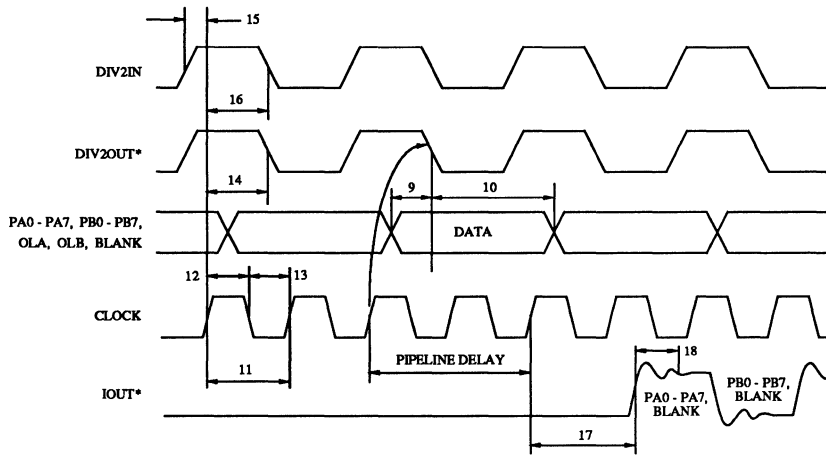 15
DIV2IN
16
DIV2OUT*
14
9
10
PA0 - PA7, PB0 - PB7,
OLA, OLB, BLANK
DATA
12
13
CLOCK
11
PIPELINE DELAY
18
IOUT*
PA0 - PA7,
BLANK
PB0 - PB7,
BLANK
17